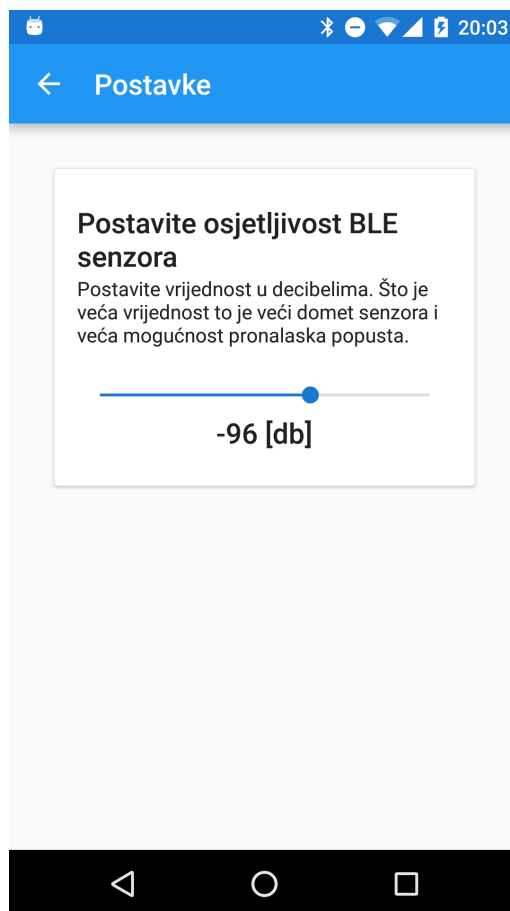 20:03
Postavke
Postavite osjetljivost BLE
senzora
Postavite vrijednost u decibelima. Što je
veća vrijednost to je veći domet senzora i
veća mogućnost pronalaska popusta.
-96 [db]